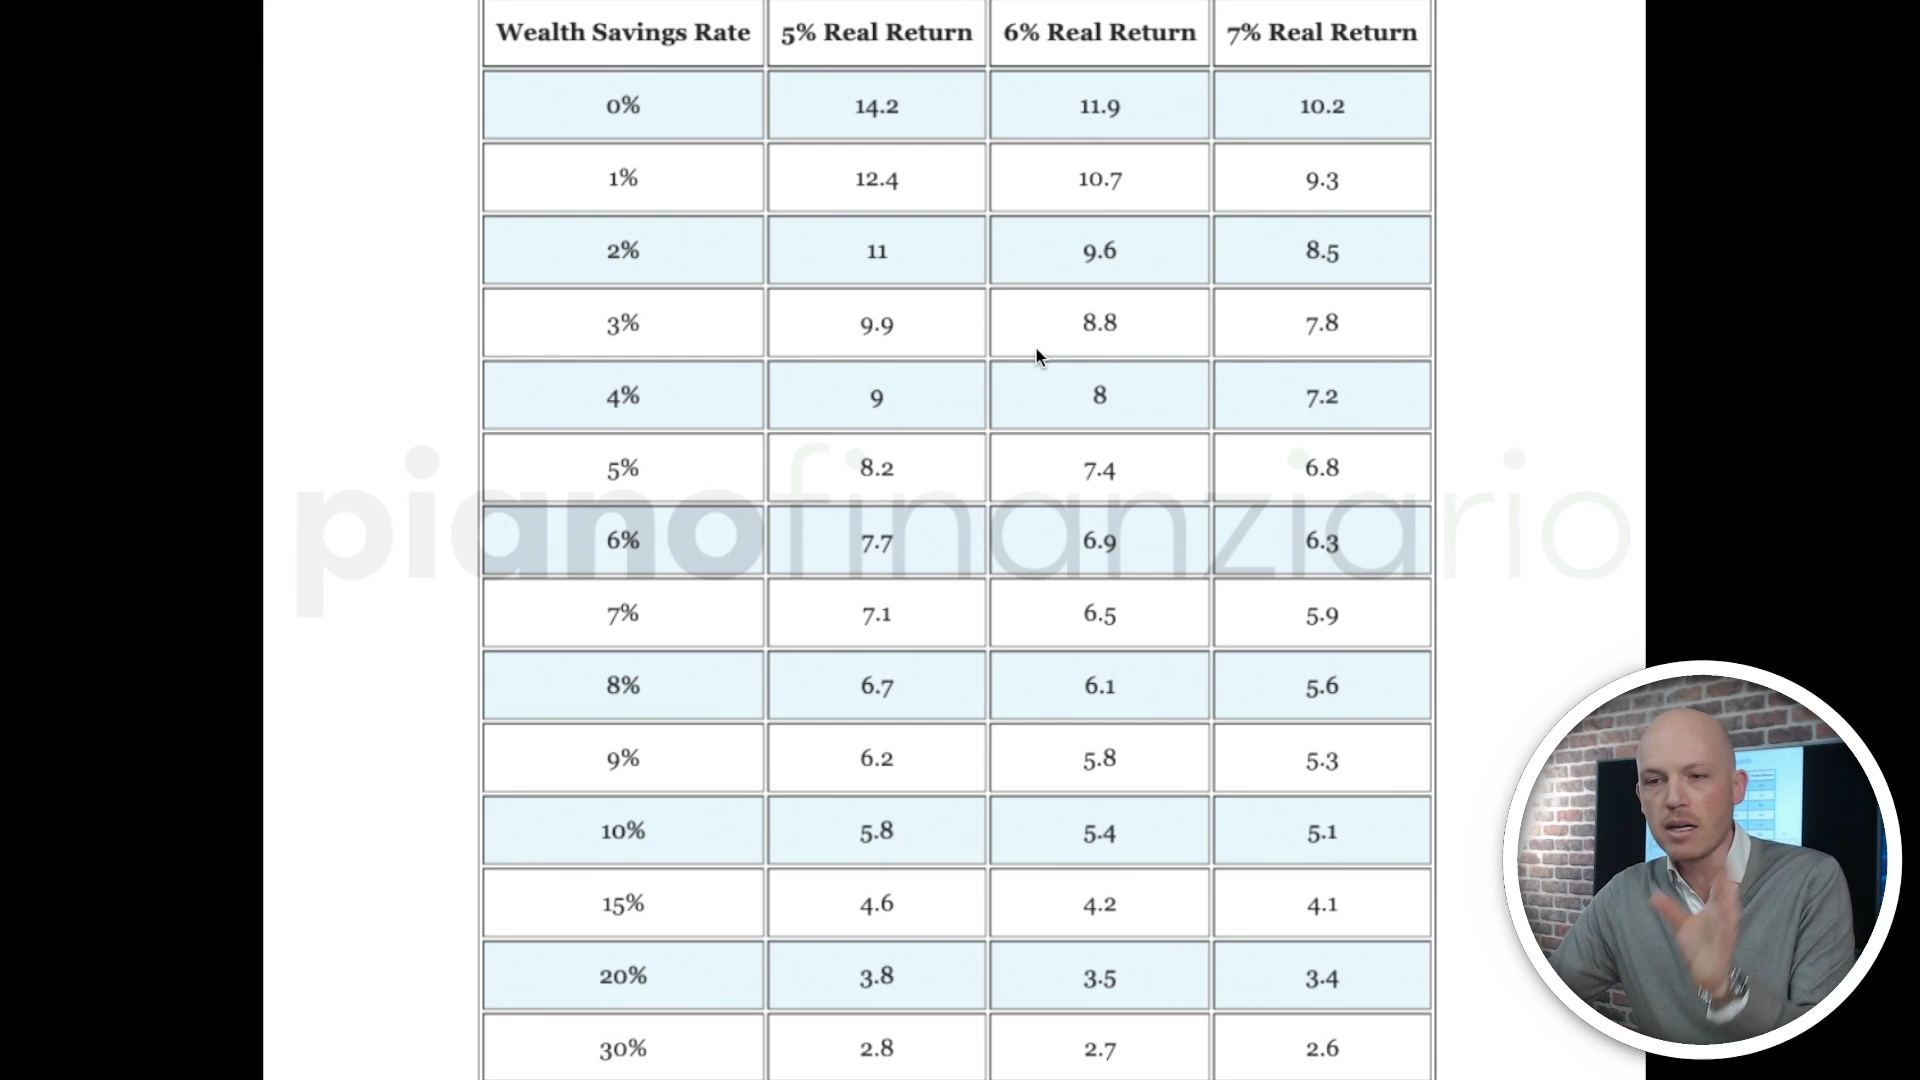 Wealth Savings Rate 5% Real Return 6% Real Return 7% Real Return
0% 14.2 11.9 10.2
1% 12.4 10.7 9.3
2% 11 9.6 8.5
3% 9.9 8.8 7.8
4% 9 8 7.2
5% 8.2 7.4 6.8
pianofinanziario
6% 7.7 6.9 6.3
7% 7.1 6.5 5.9
8% 6.7 6.1 5.6
9% 6.2 5.8 5.3
10% 5.8 5.4 5.1
15% 4.6 4.2 4.1
20% 3.8 3.5 3.4
30% 2.8 2.7 2.6